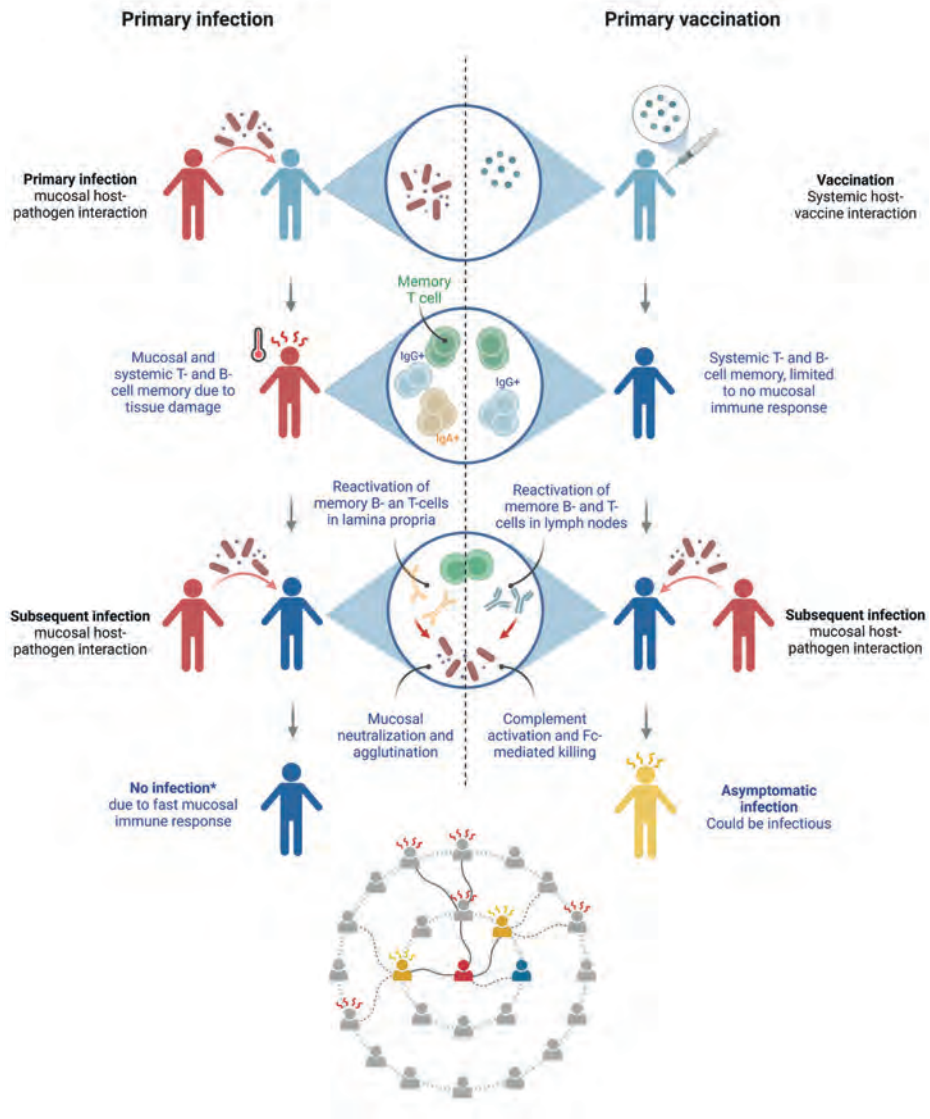 Primary infection
Primary vaccination
Primary infection
mucosal host-
pathogen interaction
Vaccination
Systemic host-
vaccine interaction
Memory
T cell
IgG+
IgG+
IgA+
Mucosal and
systemic T- and B-
cell memory due to
tissue damage
Systemic T- and B-
cell memory, limited
to no mucosal
immune response
Reactivation of
memory B- an T-cells
in lamina propria
Reactivation of
memore B- and T-
cells in lymph nodes
Subsequent infection
mucosal host-
pathogen interaction
Subsequent infection
mucosal host-
pathogen interaction
Mucosal
neutralization and
agglutination
Complement
activation and Fc-
mediated killing
No infection*
due to fast mucosal
immune response
Asymptomatic
infection
Could be infectious